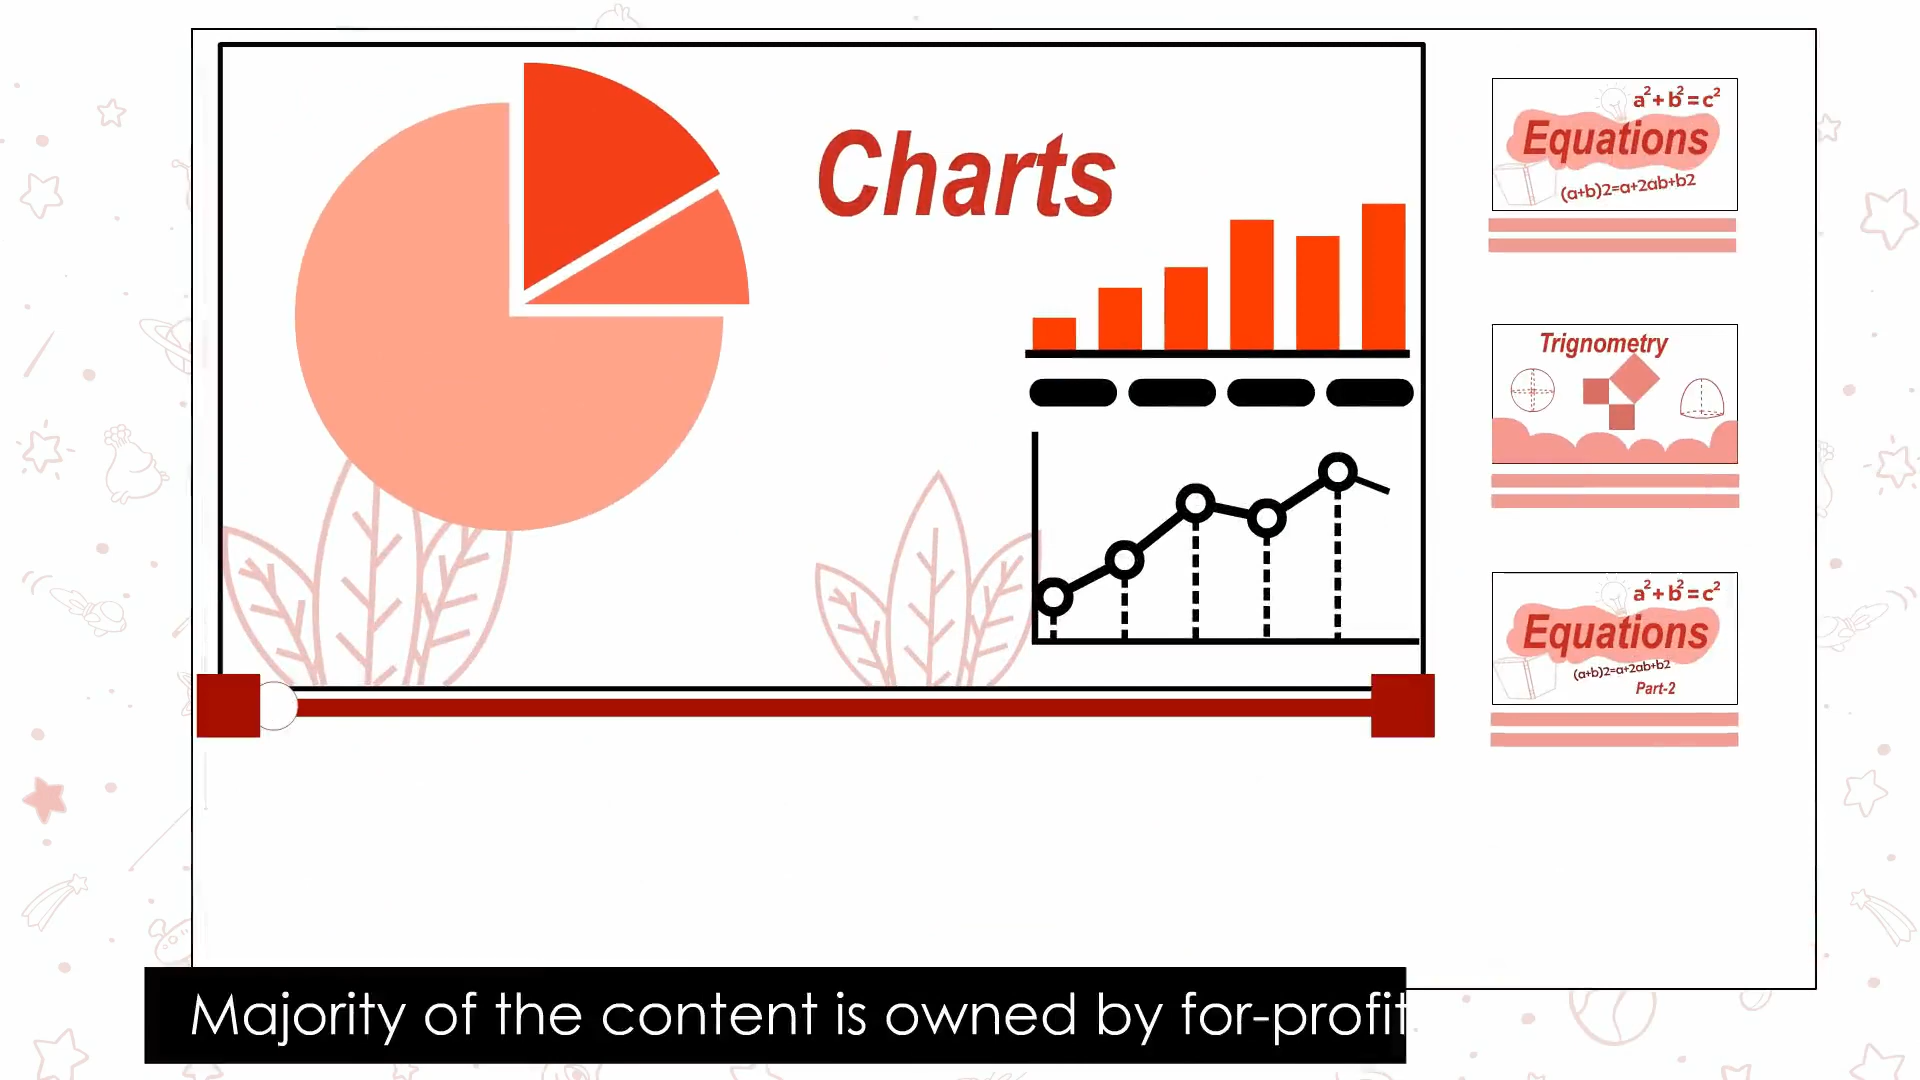 Charts
a²+b²=c²
Equations
(a+b)2=a+2ab+b2
Trignometry
a²+b²=c²
Equations
(a+b)2=a+2ab+b2
Part-2
Majority of the content is owned by for-profit